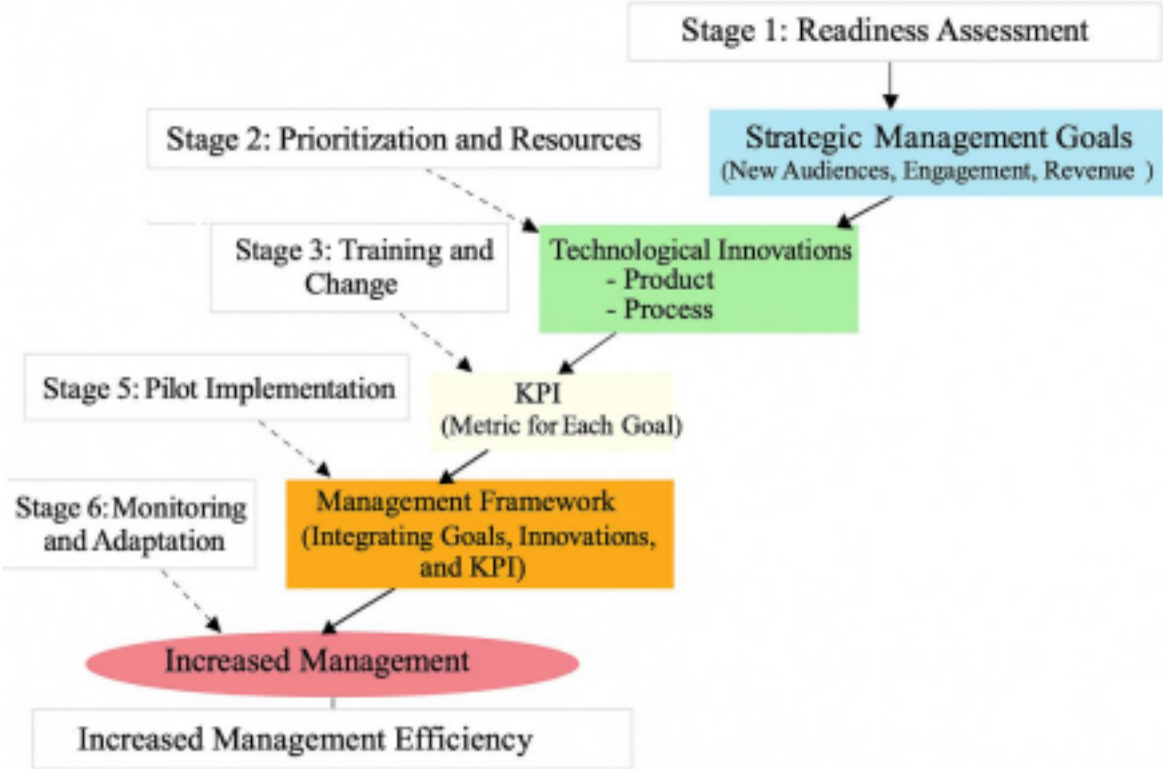 Stage 1: Readiness Assessment
Strategic Management Goals
(New Audiences, Engagement, Revenue )
Stage 2: Prioritization and Resources
Technological Innovations
- Product
- Process
Stage 3: Training and
Change
KPI
(Metric for Each Goal)
Stage 5: Pilot Implementation
Management Framework
(Integrating Goals, Innovations,
and KPI)
Stage 6: Monitoring
and Adaptation
Increased Management
Increased Management Efficiency